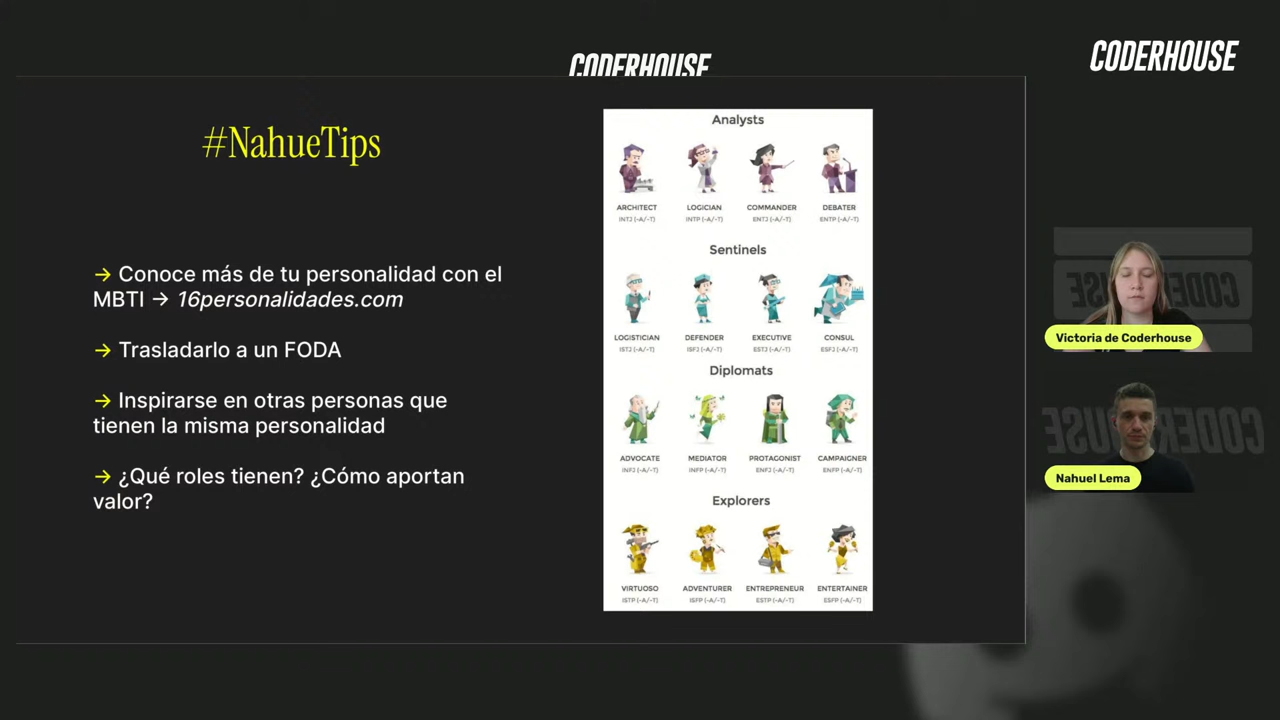 CODERHOUSE
CODERHOUSE
#NahueTips
→ Conoce más de tu personalidad con el
MBTI → 16personalidades.com
→ Trasladarlo a un FODA
→ Inspirarse en otras personas que
tienen la misma personalidad
→ ¿Qué roles tienen? ¿Cómo aportan
valor?
Analysts
ARCHITECT LOGICIAN COMMANDER DEBATER
INTJ (-A/-T) INTP (-A/-T) ENTJ (-A/-T) ENTP (-A/-T)
Sentinels
LOGISTICIAN DEFENDER EXECUTIVE CONSUL
ISTJ (-A/-T) ISFJ (-A/-T) ESTJ (-A/-T) ESFJ (-A/-T)
Diplomats
ADVOCATE MEDIATOR PROTAGONIST CAMPAIGNER
INFJ (-A/-T) INFP (-A/-T) ENFJ (-A/-T) ENFP (-A/-T)
Explorers
VIRTUOSO ADVENTURER ENTREPRENEUR ENTERTAINER
ISTP (-A/-T) ISFP (-A/-T) ESTP (-A/-T) ESFP (-A/-T)
Victoria de Coderhouse
Nahuel Lema